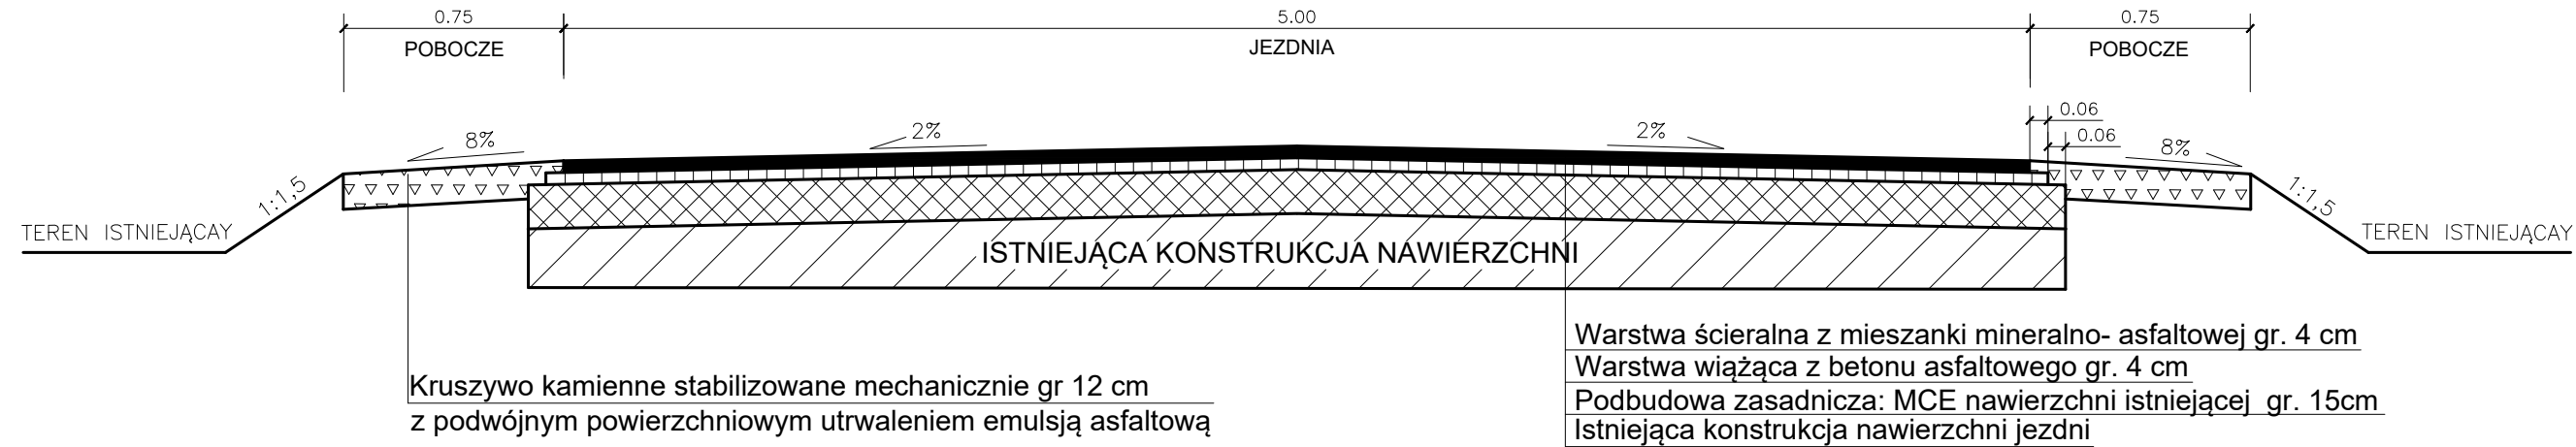 0.75 5.00 0.75
POBOCZE JEZDNIA POBOCZE
0.06
0.06
8% 2% 2% 8%
1:1,5 1:1,5
TEREN ISTNIEJĄCAY TEREN ISTNIEJĄCAY
ISTNIEJĄCA KONSTRUKCJA NAWIERZCHNI
Warstwa ścieralna z mieszanki mineralno- asfaltowej gr. 4 cm
Warstwa wiążąca z betonu asfaltowego gr. 4 cm
Podbudowa zasadnicza: MCE nawierzchni istniejącej gr. 15cm
Istniejąca konstrukcja nawierzchni jezdni
Kruszywo kamienne stabilizowane mechanicznie gr 12 cm
z podwójnym powierzchniowym utrwaleniem emulsją asfaltową